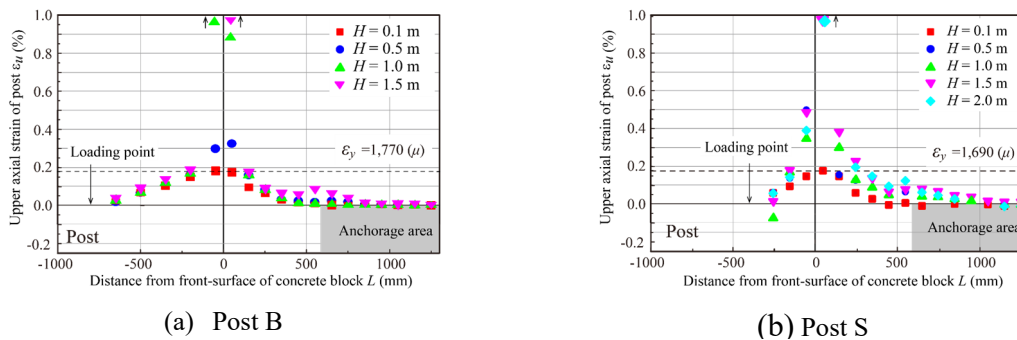 Upper axial strain of post εu (%)
1.0
0.8
0.6
0.4
0.2
0.0
-0.2
H = 0.1 m
H = 0.5 m
H = 1.0 m
H = 1.5 m
Loading point
εy =1,770 (μ)
Post
Anchorage area
-1000 -500 0 500 1000
Distance from front-surface of concrete block L (mm)
(a) Post B
Upper axial strain of post εu (%)
1.0
0.8
0.6
0.4
0.2
0.0
-0.2
H = 0.1 m
H = 0.5 m
H = 1.0 m
H = 1.5 m
H = 2.0 m
Loading point
εy =1,690 (μ)
Post
Anchorage area
-1000 -500 0 500 1000
Distance from front-surface of concrete block L (mm)
(b) Post S